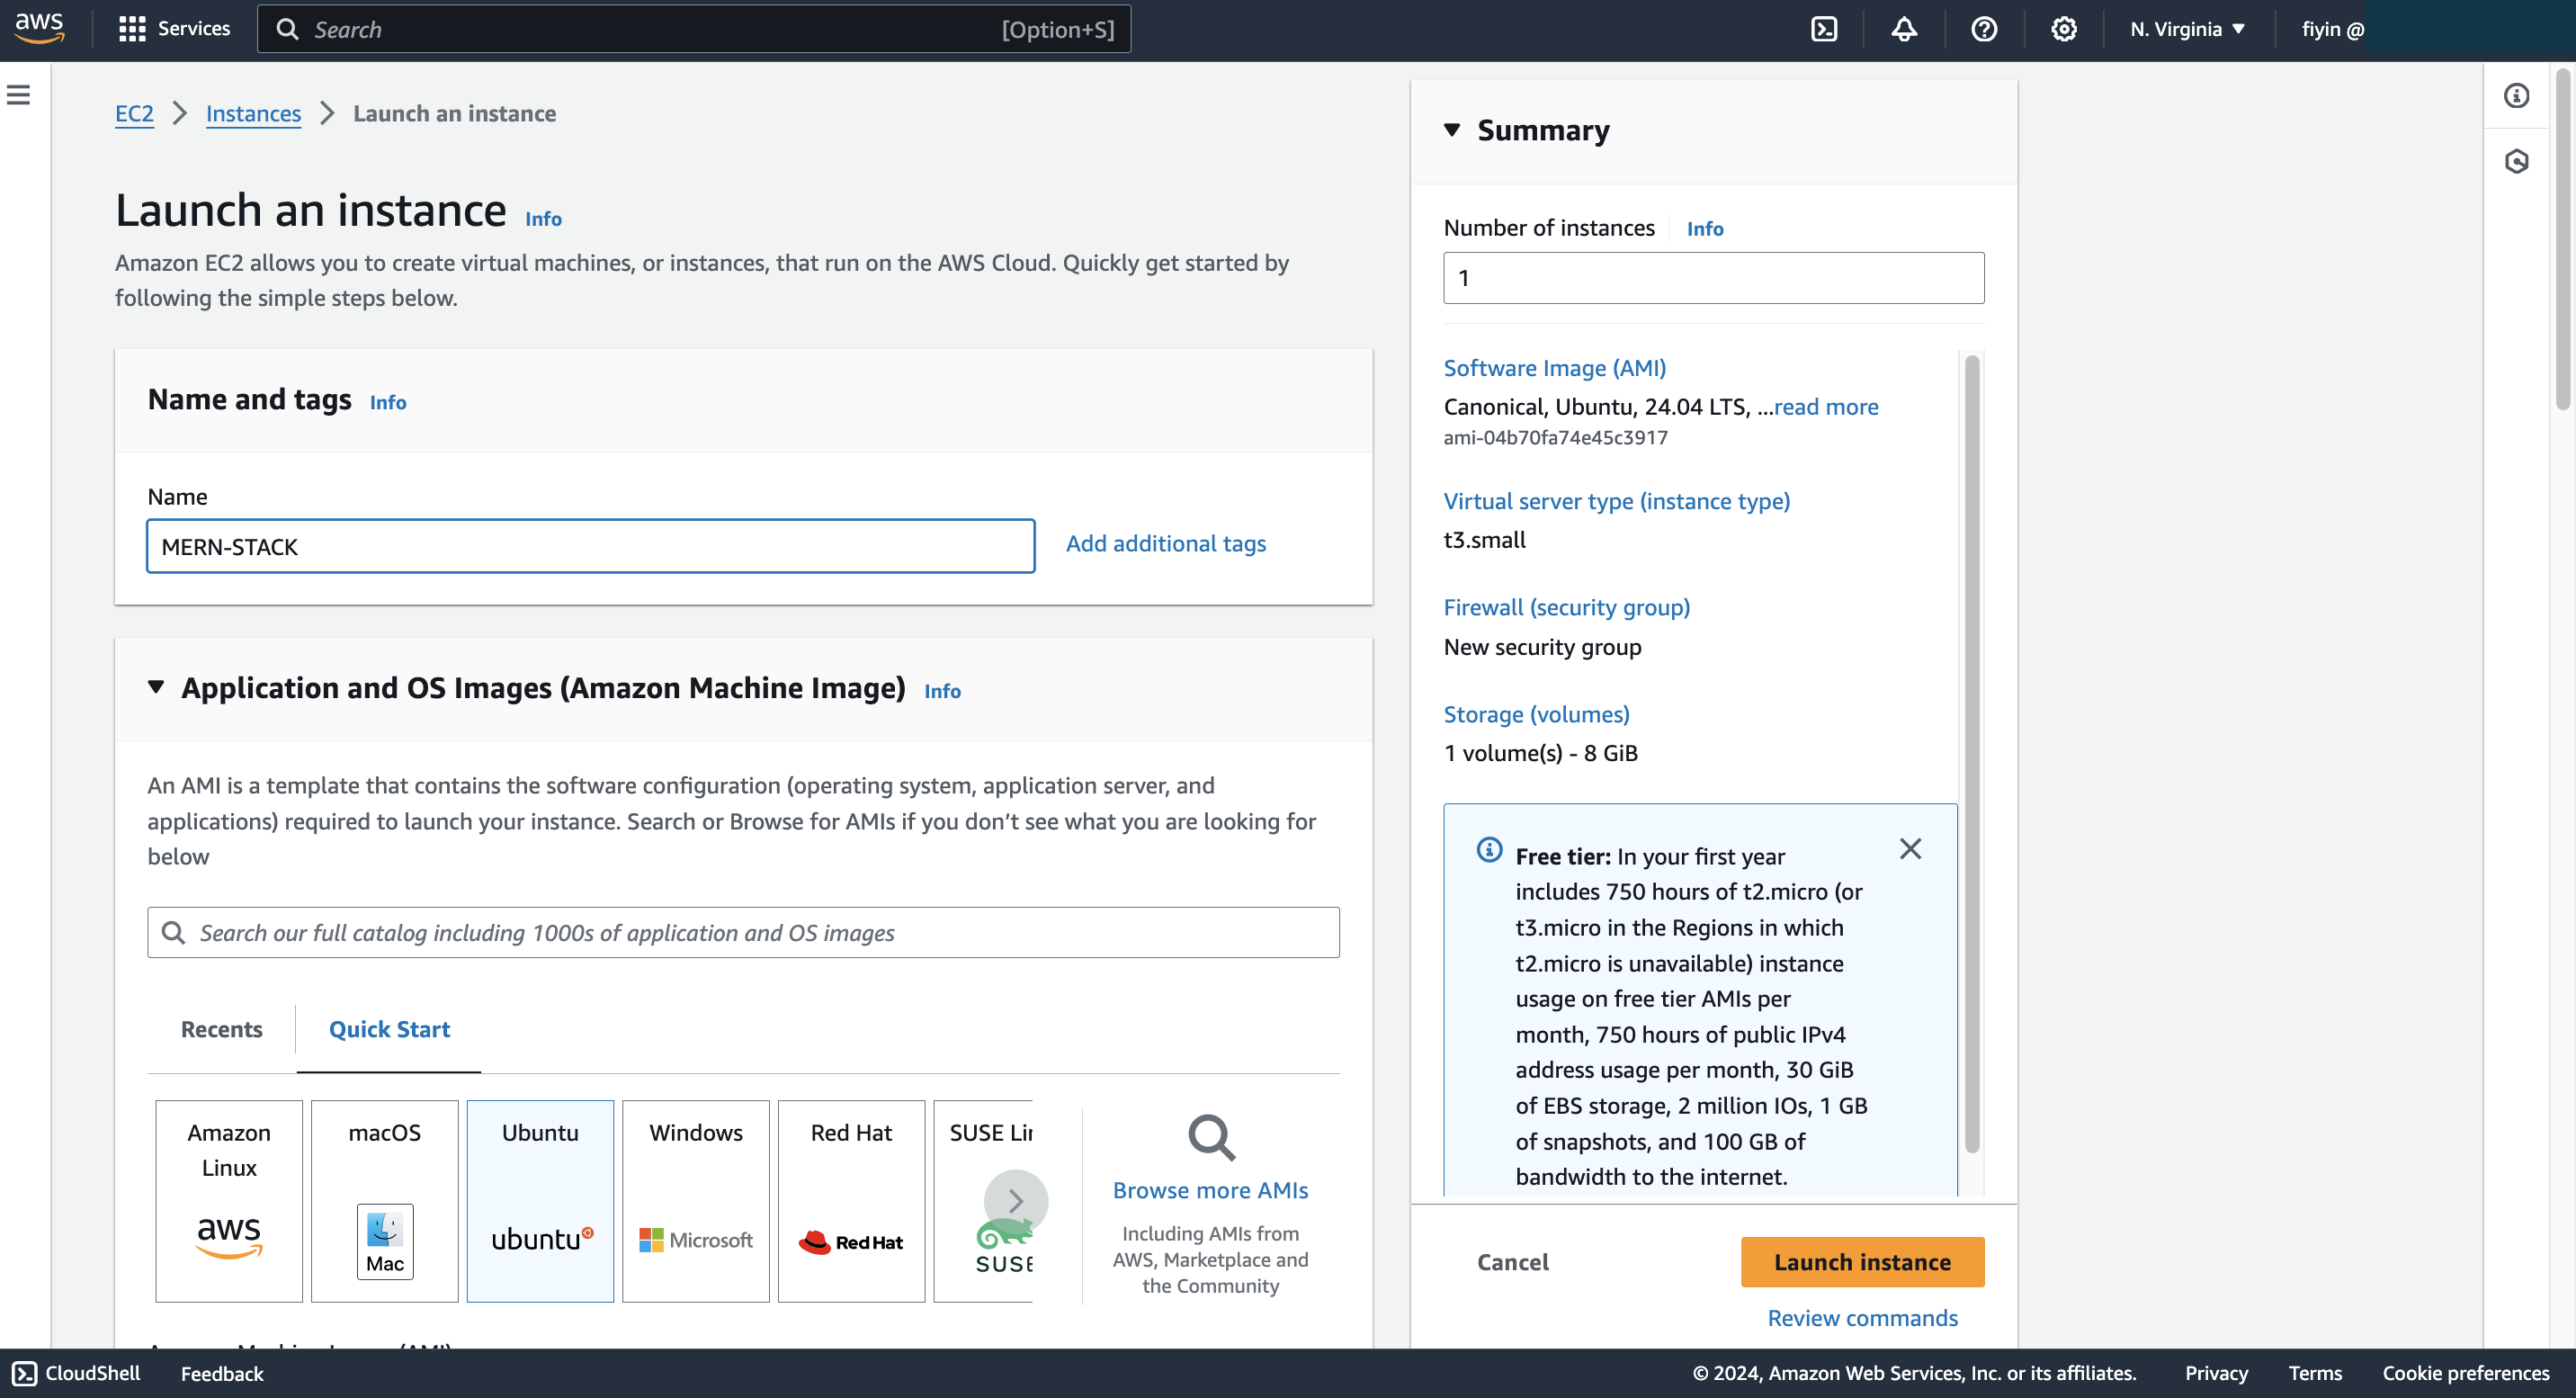 aws
Services
Search
[Option+S]
N. Virginia
fiyin @
EC2
Instances
Launch an instance
Launch an instance
Info
Amazon EC2 allows you to create virtual machines, or instances, that run on the AWS Cloud. Quickly get started by
following the simple steps below.
Name and tags
Info
Name
MERN-STACK
Add additional tags
Application and OS Images (Amazon Machine Image)
Info
An AMI is a template that contains the software configuration (operating system, application server, and
applications) required to launch your instance. Search or Browse for AMIs if you don’t see what you are looking for
below
Search our full catalog including 1000s of application and OS images
Recents
Quick Start
Amazon
Linux
aws
macOS
Mac
Ubuntu
ubuntu
Windows
Microsoft
Red Hat
Red Hat
SUSE Lin
SUSE
Browse more AMIs
Including AMIs from
AWS, Marketplace and
the Community
Summary
Number of instances
Info
1
Software Image (AMI)
Canonical, Ubuntu, 24.04 LTS, ...read more
ami-04b70fa74e45c3917
Virtual server type (instance type)
t3.small
Firewall (security group)
New security group
Storage (volumes)
1 volume(s) - 8 GiB
Free tier: In your first year
includes 750 hours of t2.micro (or
t3.micro in the Regions in which
t2.micro is unavailable) instance
usage on free tier AMIs per
month, 750 hours of public IPv4
address usage per month, 30 GiB
of EBS storage, 2 million IOs, 1 GB
of snapshots, and 100 GB of
bandwidth to the internet.
Cancel
Launch instance
Review commands
CloudShell
Feedback
© 2024, Amazon Web Services, Inc. or its affiliates.
Privacy
Terms
Cookie preferences